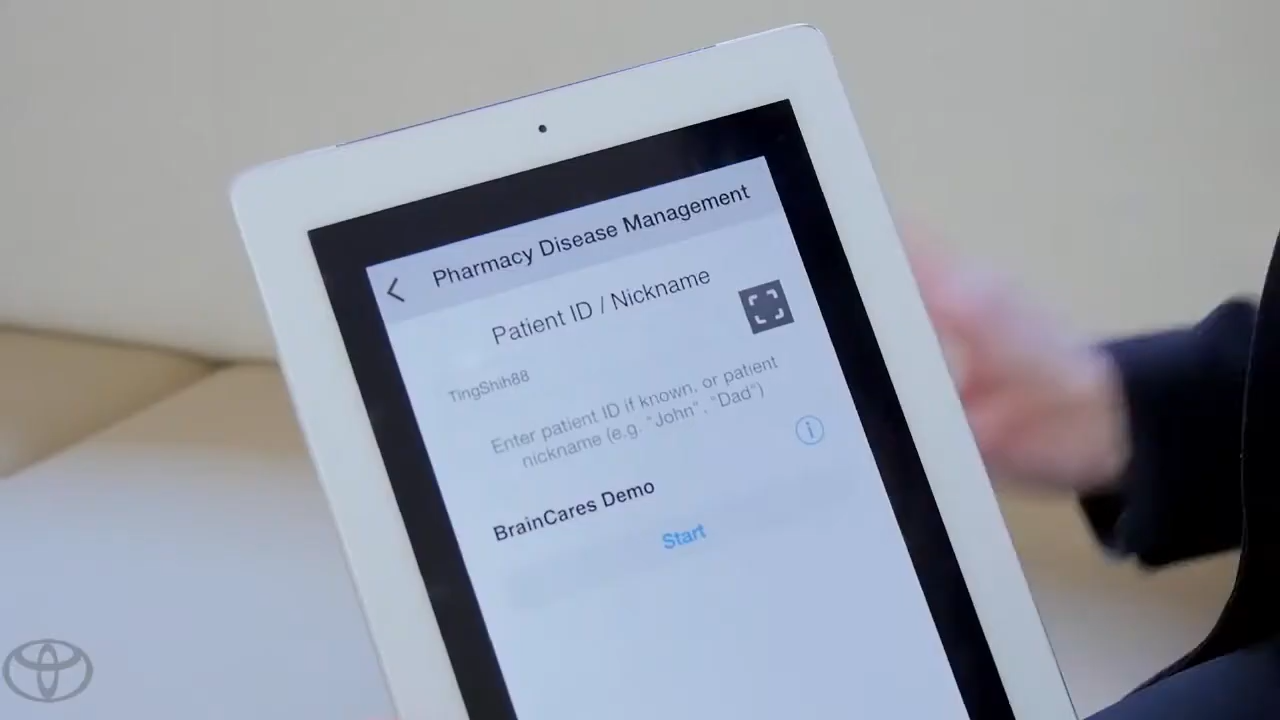 Pharmacy Disease Management
Patient ID / Nickname
TingShih88
Enter patient ID if known, or patient
nickname (e.g. "John", "Dad")
BrainCares Demo
Start